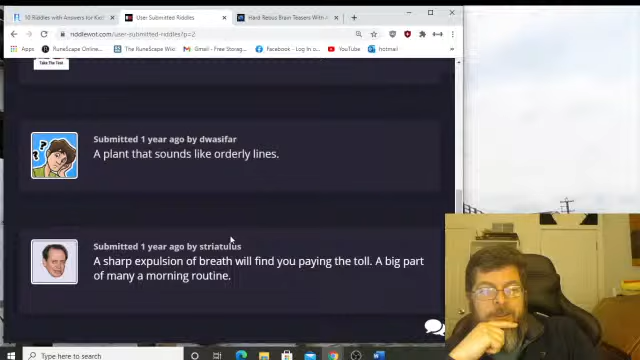 10 Riddles with Answers for Kids
User Submitted Riddles
Hard Rebus Brain Teasers With A
riddlewot.com/user-submitted-riddles?p=2
Apps
RuneScape Online...
The RuneScape Wiki
Gmail - Free Storag...
Facebook - Log In o...
YouTube
hotmail
Take The Test
Submitted 1 year ago by dwasifar
A plant that sounds like orderly lines.
Submitted 1 year ago by striatulus
A sharp expulsion of breath will find you paying the toll. A big part
of many a morning routine.
Type here to search